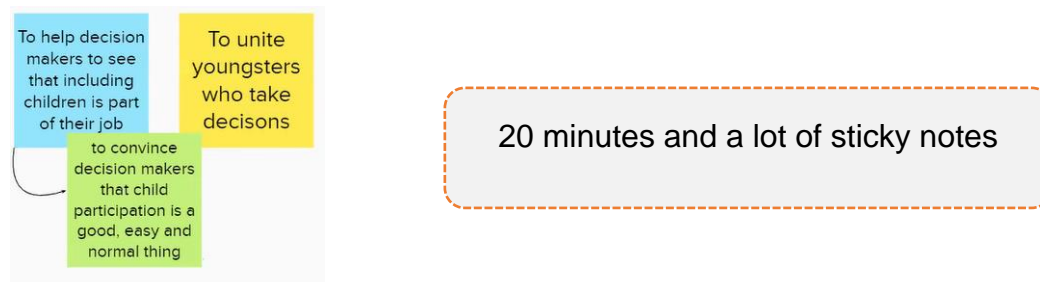 To help decision
makers to see
that including
children is part
of their job
To unite
youngsters
who take
decisons
to convince
decision makers
that child
participation is a
good, easy and
normal thing
20 minutes and a lot of sticky notes